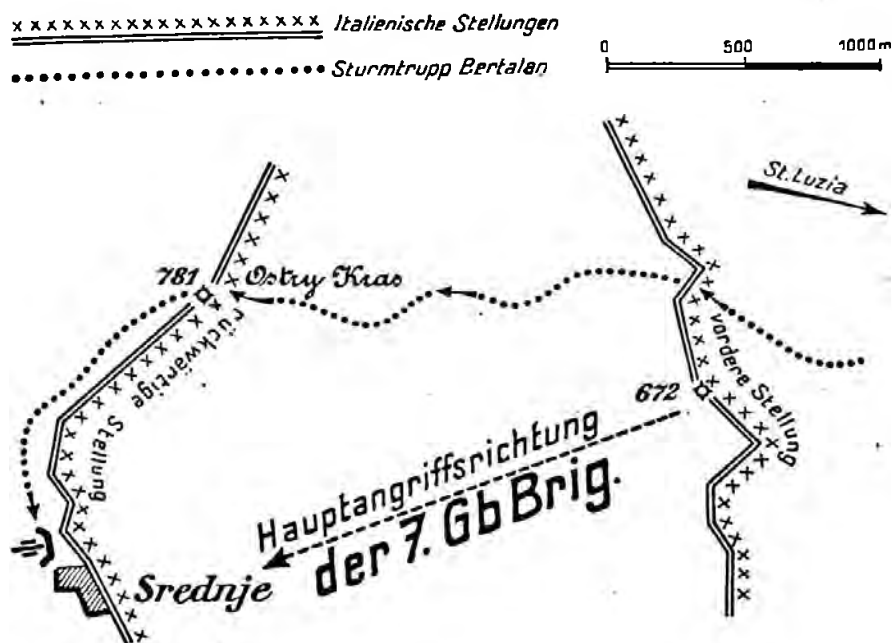 Italienische Stellungen
Sturmtrupp Bertalan
0 500 1000 m
St. Luzia
781
Ostry Kras
rückwärtige Stellung
vordere Stellung
672
Hauptangriffsrichtung
der 7. Gb Brig.
Srednje